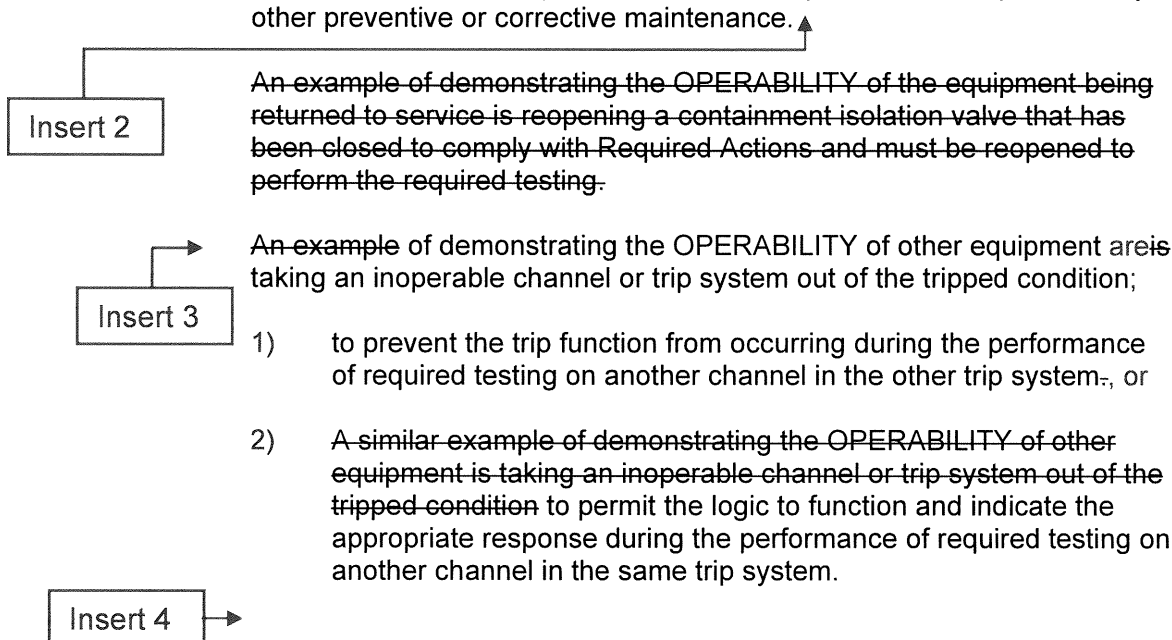 other preventive or corrective maintenance.
Insert 2
An example of demonstrating the OPERABILITY of the equipment being
returned to service is reopening a containment isolation valve that has
been closed to comply with Required Actions and must be reopened to
perform the required testing.
An example of demonstrating the OPERABILITY of other equipment areis
taking an inoperable channel or trip system out of the tripped condition;
Insert 3
1) to prevent the trip function from occurring during the performance
of required testing on another channel in the other trip system., or
2) A similar example of demonstrating the OPERABILITY of other
equipment is taking an inoperable channel or trip system out of the
tripped condition to permit the logic to function and indicate the
appropriate response during the performance of required testing on
another channel in the same trip system.
Insert 4